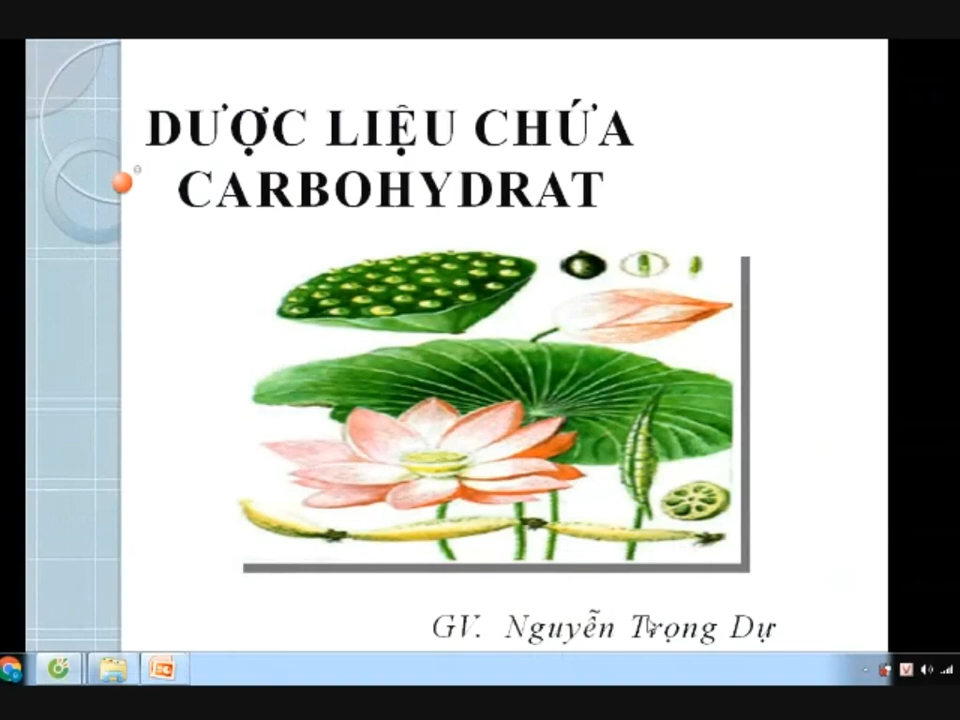 DƯỢC LIỆU CHỨA
CARBOHYDRAT
GV. Nguyễn Trọng Dự